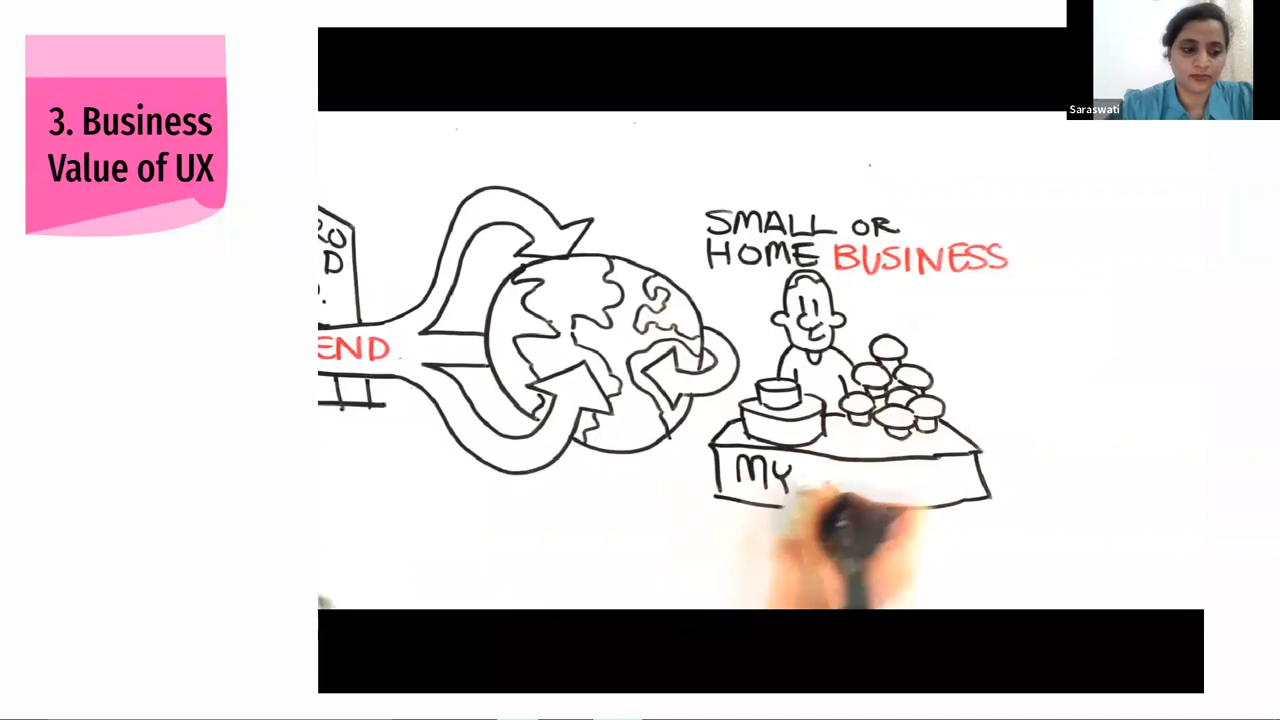 3. Business
Value of UX
Saraswati
SMALL OR
HOME BUSINESS
END
MY